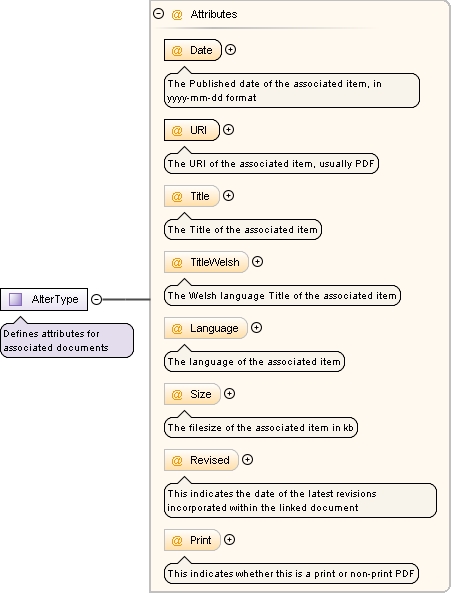 Attributes
@ Date
The Published date of the associated item, in
yyyy-mm-dd format
@ URI
The URI of the associated item, usually PDF
@ Title
The Title of the associated item
@ TitleWelsh
The Welsh language Title of the associated item
AlterType
Defines attributes for
associated documents
@ Language
The language of the associated item
@ Size
The filesize of the associated item in kb
@ Revised
This indicates the date of the latest revisions
incorporated within the linked document
@ Print
This indicates whether this is a print or non-print PDF